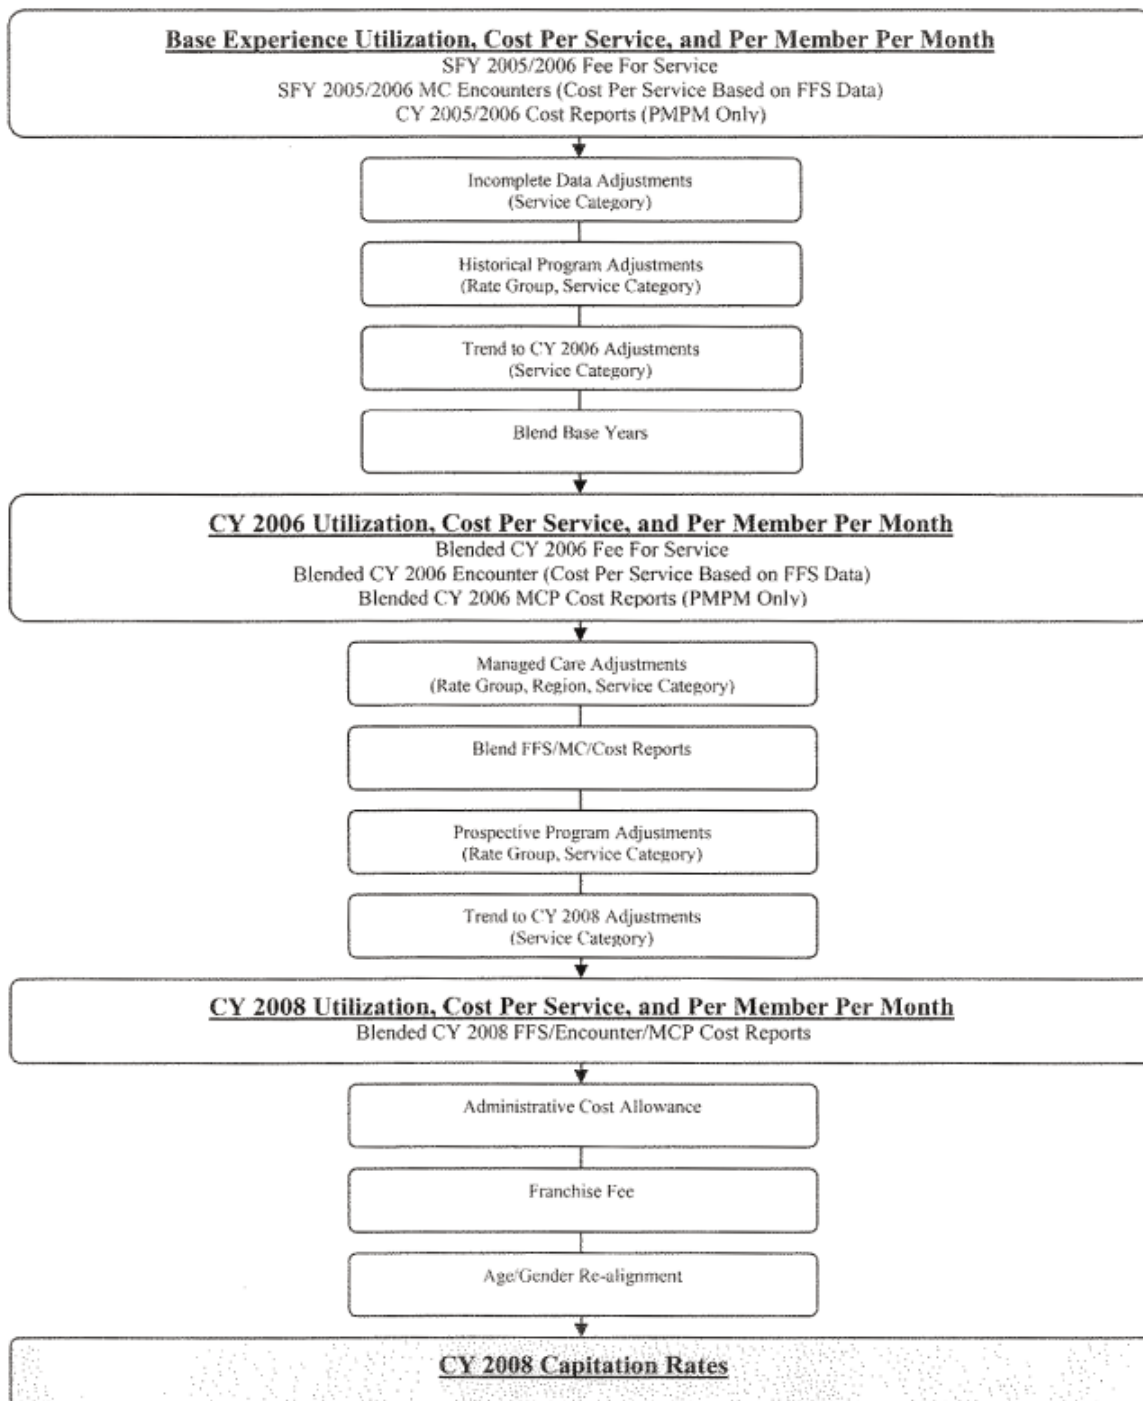 Base Experience Utilization, Cost Per Service, and Per Member Per Month
SFY 2005/2006 Fee For Service
SFY 2005/2006 MC Encounters (Cost Per Service Based on FFS Data)
CY 2005/2006 Cost Reports (PMPM Only)
Incomplete Data Adjustments
(Service Category)
Historical Program Adjustments
(Rate Group, Service Category)
Trend to CY 2006 Adjustments
(Service Category)
Blend Base Years
CY 2006 Utilization, Cost Per Service, and Per Member Per Month
Blended CY 2006 Fee For Service
Blended CY 2006 Encounter (Cost Per Service Based on FFS Data)
Blended CY 2006 MCP Cost Reports (PMPM Only)
Managed Care Adjustments
(Rate Group, Region, Service Category)
Blend FFS/MC/Cost Reports
Prospective Program Adjustments
(Rate Group, Service Category)
Trend to CY 2008 Adjustments
(Service Category)
CY 2008 Utilization, Cost Per Service, and Per Member Per Month
Blended CY 2008 FFS/Encounter/MCP Cost Reports
Administrative Cost Allowance
Franchise Fee
Age/Gender Re-alignment
CY 2008 Capitation Rates